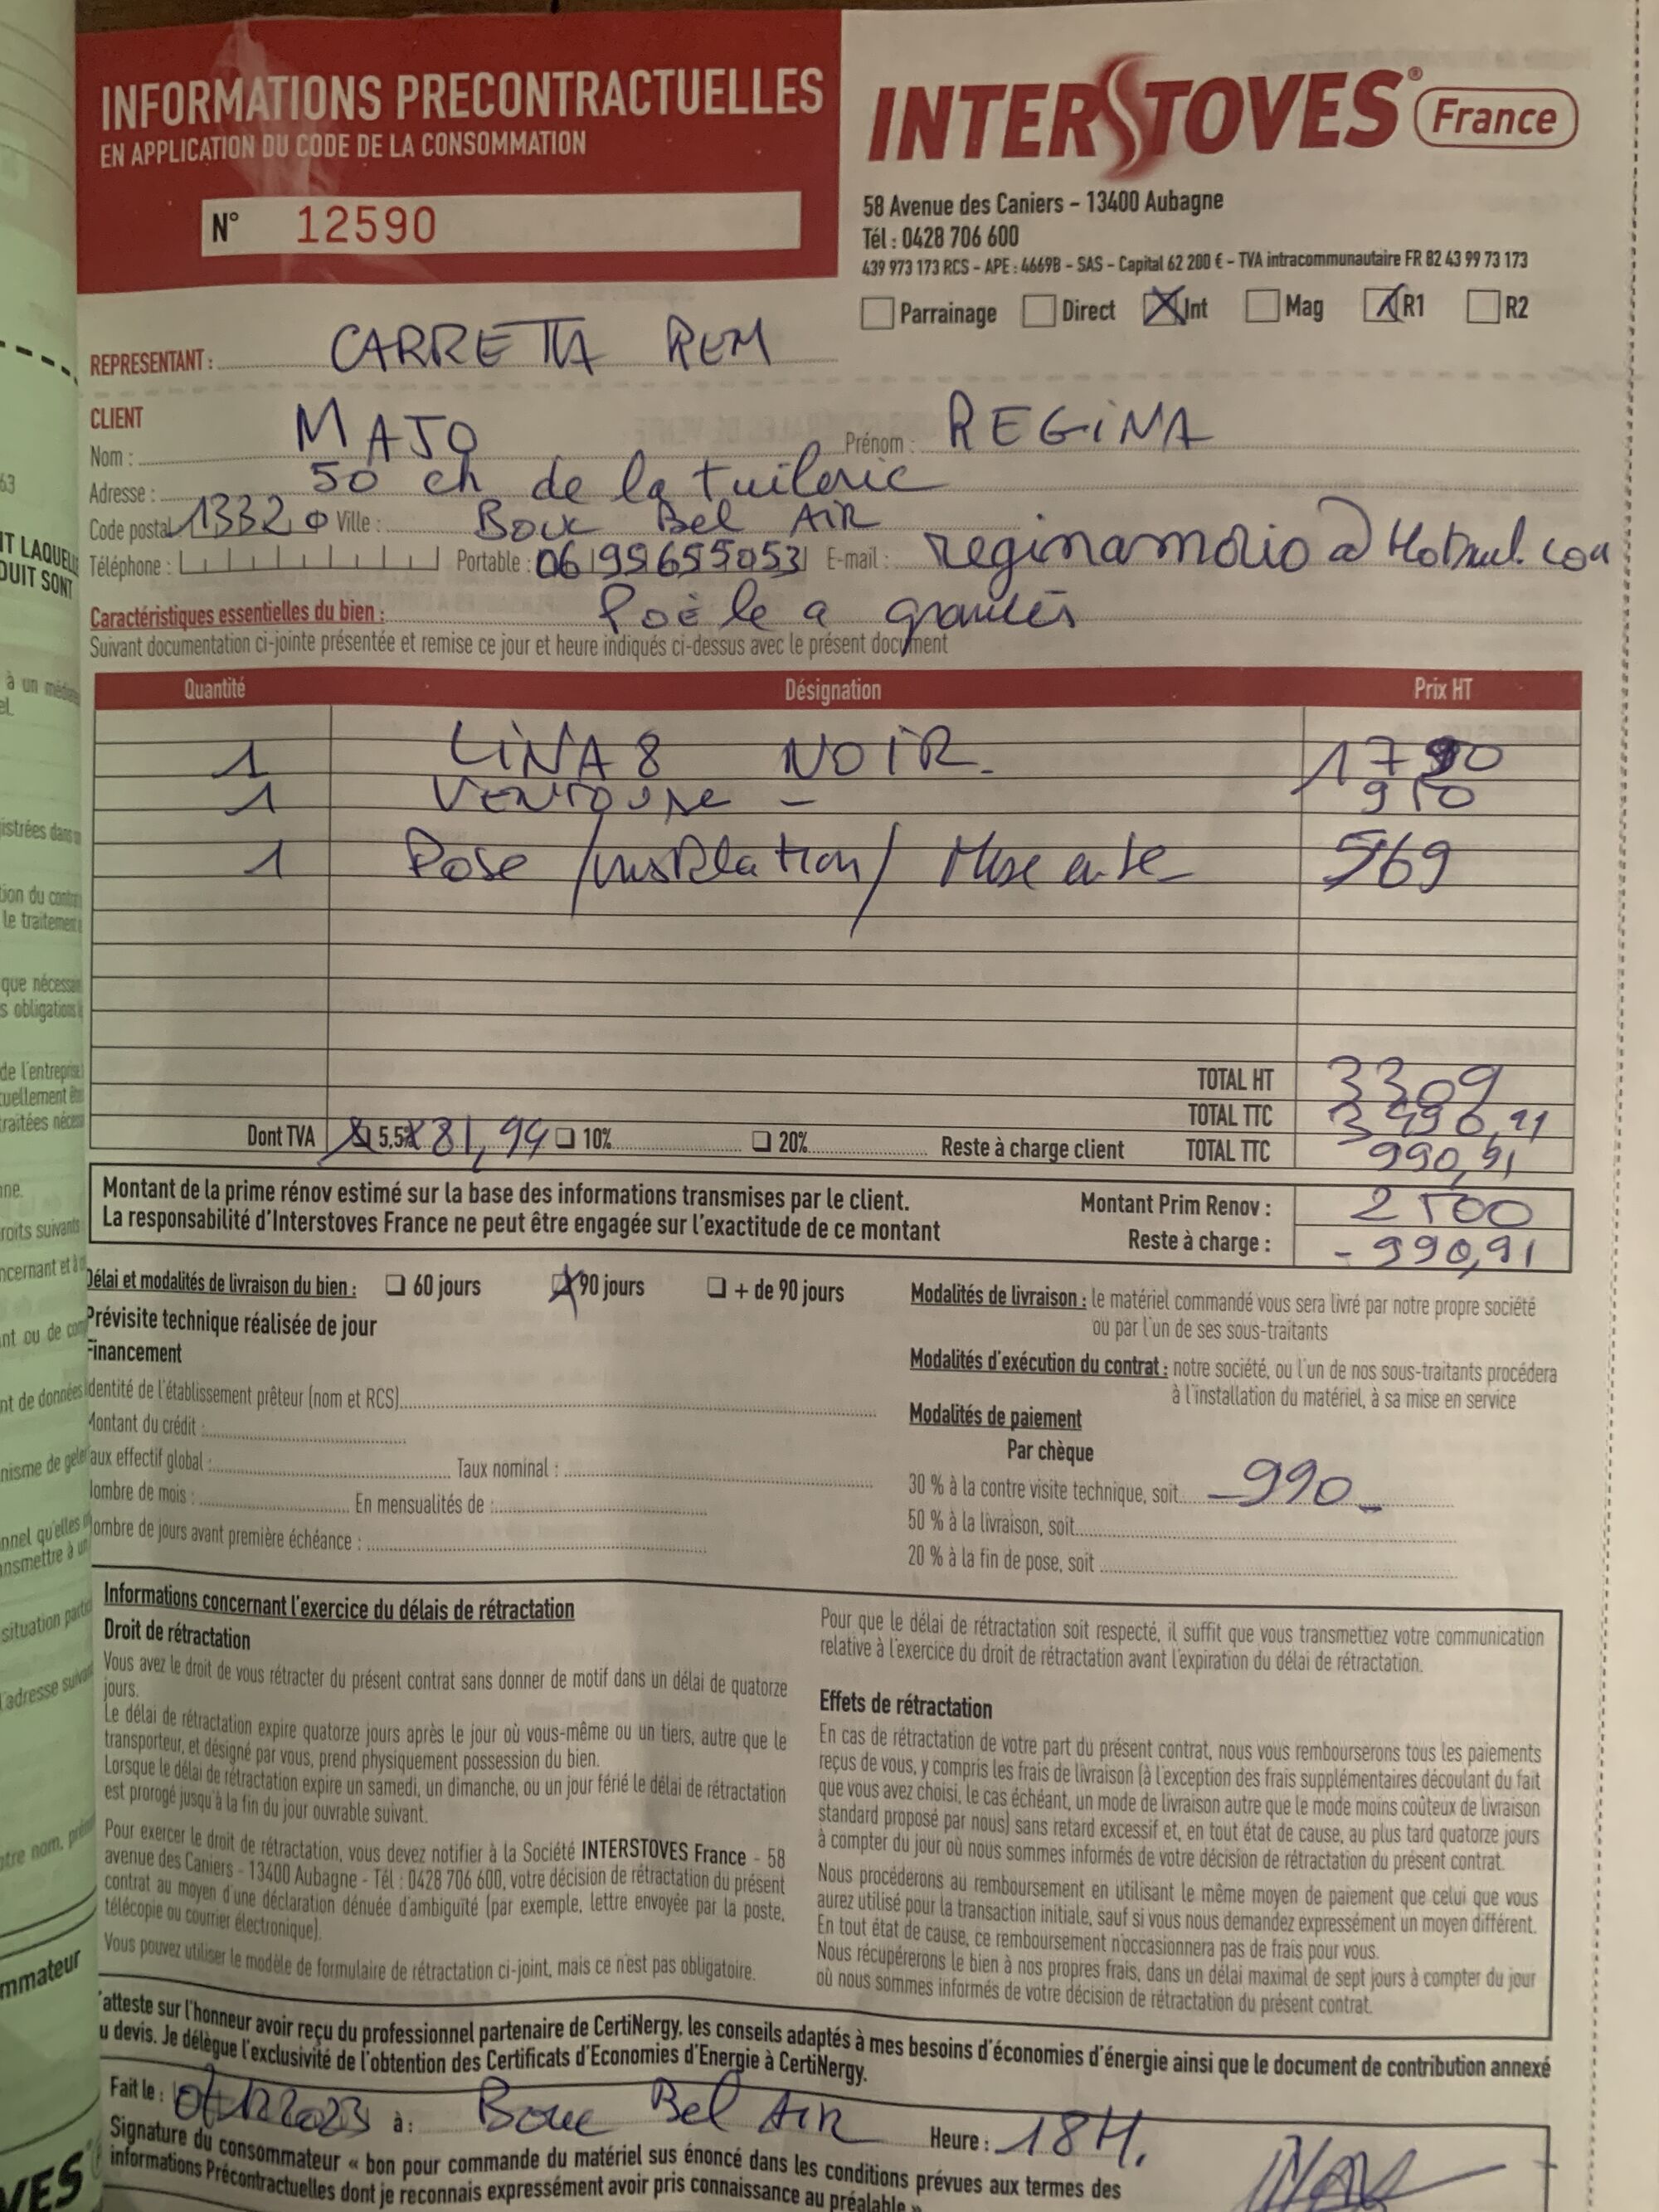 INFORMATIONS PRECONTRACTUELLES
EN APPLICATION DU CODE DE LA CONSOMMATION
N° 12590
INTERSTOVES® France
58 Avenue des Caniers – 13400 Aubagne
Tél : 0428 706 600
439 973 173 RCS – APE : 4669B – SAS – Capital 62 200 € – TVA intracommunautaire FR 82 43 99 73 173
Parrainage Direct Int Mag R1 R2
REPRESENTANT : CARRETTA REM
CLIENT
Nom : MAJO Prénom : REGINA
Adresse : 50 ch de la tuilerie
Code postal 13320 Ville : BOUC Bel AIR
Téléphone : Portable : 0699655053 E-mail :
Caractéristiques essentielles du bien : Poêle a granulés
Suivant documentation ci-jointe présentée et remise ce jour et heure indiqués ci-dessus avec le présent document
Quantité Désignation Prix HT
1 LINA 8 NOIR 1790
1 VENTOUSE – 950
1 Pose / / Mise 569
TOTAL HT 3309
TOTAL TTC 3490,91
Dont TVA 5.5% 181,94 10% 20% Reste à charge client TOTAL TTC 990,91
Montant de la prime rénov estimé sur la base des informations transmises par le client.
La responsabilité d'Interstoves France ne peut être engagée sur l'exactitude de ce montant
Montant Prim Renov : 2500
Reste à charge : - 990,91
Délai et modalités de livraison du bien : 60 jours 90 jours + de 90 jours
Prévisite technique réalisée de jour
Financement
Identité de l'établissement prêteur (nom et RCS)
Montant du crédit :
aux effectif global : Taux nominal :
Nombre de mois : En mensualités de :
Nombre de jours avant première échéance :
Modalités de livraison : le matériel commandé vous sera livré par notre propre société
ou par l'un de ses sous-traitants
Modalités d'exécution du contrat : notre société, ou l'un de nos sous-traitants procédera
à l'installation du matériel, à sa mise en service
Modalités de paiement
Par chèque
30 % à la contre visite technique, soit 990
50 % à la livraison, soit
20 % à la fin de pose, soit
Informations concernant l'exercice du délais de rétractation
Droit de rétractation
Vous avez le droit de vous rétracter du présent contrat sans donner de motif dans un délai de quatorze
jours.
Le délai de rétractation expire quatorze jours après le jour où vous-même ou un tiers, autre que le
transporteur, et désigné par vous, prend physiquement possession du bien.
Lorsque le délai de rétractation expire un samedi, un dimanche, ou un jour férié le délai de rétractation
est prorogé jusqu'à la fin du jour ouvrable suivant.
Pour exercer le droit de rétractation, vous devez notifier à la Société INTERSTOVES France - 58
avenue des Caniers - 13400 Aubagne - Tél : 0428 706 600, votre décision de rétractation du présent
contrat au moyen d'une déclaration dénuée d'ambiguïté (par exemple, lettre envoyée par la poste,
télécopie ou courrier électronique).
Vous pouvez utiliser le modèle de formulaire de rétractation ci-joint, mais ce n'est pas obligatoire.
Pour que le délai de rétractation soit respecté, il suffit que vous transmettiez votre communication
relative à l'exercice du droit de rétractation avant l'expiration du délai de rétractation.
Effets de rétractation
En cas de rétractation de votre part du présent contrat, nous vous rembourserons tous les paiements
reçus de vous, y compris les frais de livraison (à l'exception des frais supplémentaires découlant du fait
que vous avez choisi, le cas échéant, un mode de livraison autre que le mode moins coûteux de livraison
standard proposé par nous) sans retard excessif et, en tout état de cause, au plus tard quatorze jours
à compter du jour où nous sommes informés de votre décision de rétractation du présent contrat.
Nous procéderons au remboursement en utilisant le même moyen de paiement que celui que vous
aurez utilisé pour la transaction initiale, sauf si vous nous demandez expressément un moyen différent.
En tout état de cause, ce remboursement n'occasionnera pas de frais pour vous.
Nous récupérerons le bien à nos propres frais, dans un délai maximal de sept jours à compter du jour
où nous sommes informés de votre décision de rétractation du présent contrat.
'atteste sur l'honneur avoir reçu du professionnel partenaire de CertiNergy, les conseils adaptés à mes besoins d'économies d'énergie ainsi que le document de contribution annexé
u devis. Je délègue l'exclusivité de l'obtention des Certificats d'Economies d'Energie à CertiNergy.
Fait le : à : Bouc Bel AIR Heure : 18H.
Signature du consommateur « bon pour commande du matériel sus énoncé dans les conditions prévues aux termes des
informations Précontractuelles dont je reconnais expressément avoir pris connaissance au préalable »